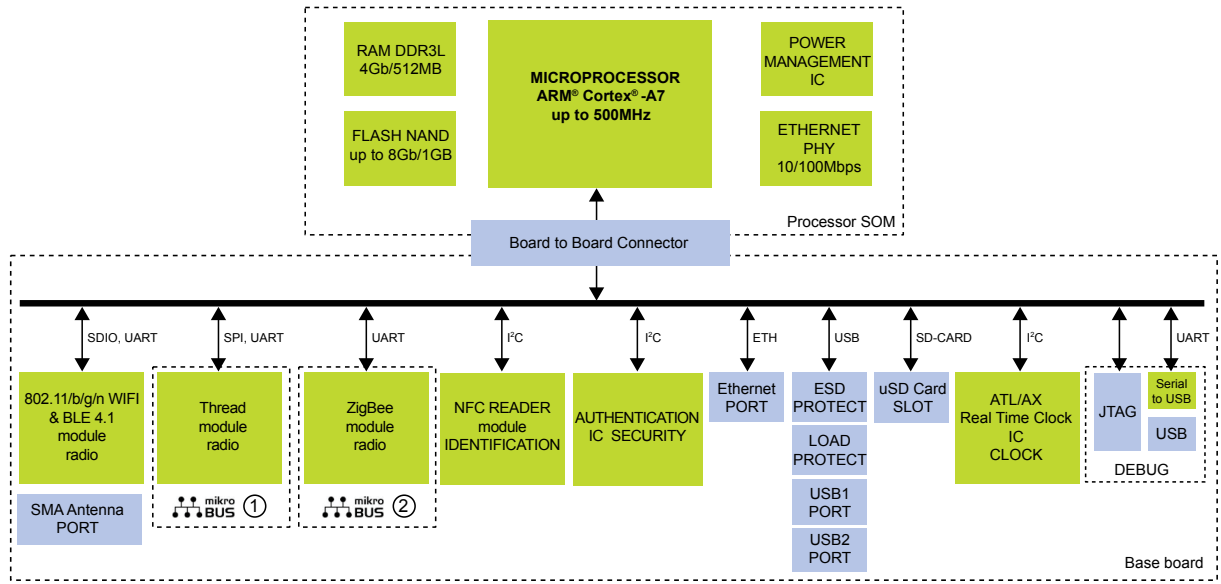 RAM DDR3L
4Gb/512MB
FLASH NAND
up to 8Gb/1GB
MICROPROCESSOR
ARM® Cortex® -A7
up to 500MHz
POWER
MANAGEMENT
IC
ETHERNET
PHY
10/100Mbps
Processor SOM
Board to Board Connector
SDIO, UART
SPI, UART
UART
I²C
I²C
ETH
USB
SD-CARD
I²C
UART
802.11/b/g/n WIFI
& BLE 4.1
module
radio
SMA Antenna
PORT
Thread
module
radio
mikro
BUS
1
ZigBee
module
radio
mikro
BUS
2
NFC READER
module
IDENTIFICATION
AUTHENTICATION
IC SECURITY
Ethernet
PORT
ESD
PROTECT
LOAD
PROTECT
USB1
PORT
USB2
PORT
uSD Card
SLOT
ATL/AX
Real Time Clock
IC
CLOCK
JTAG
Serial
to USB
USB
DEBUG
Base board